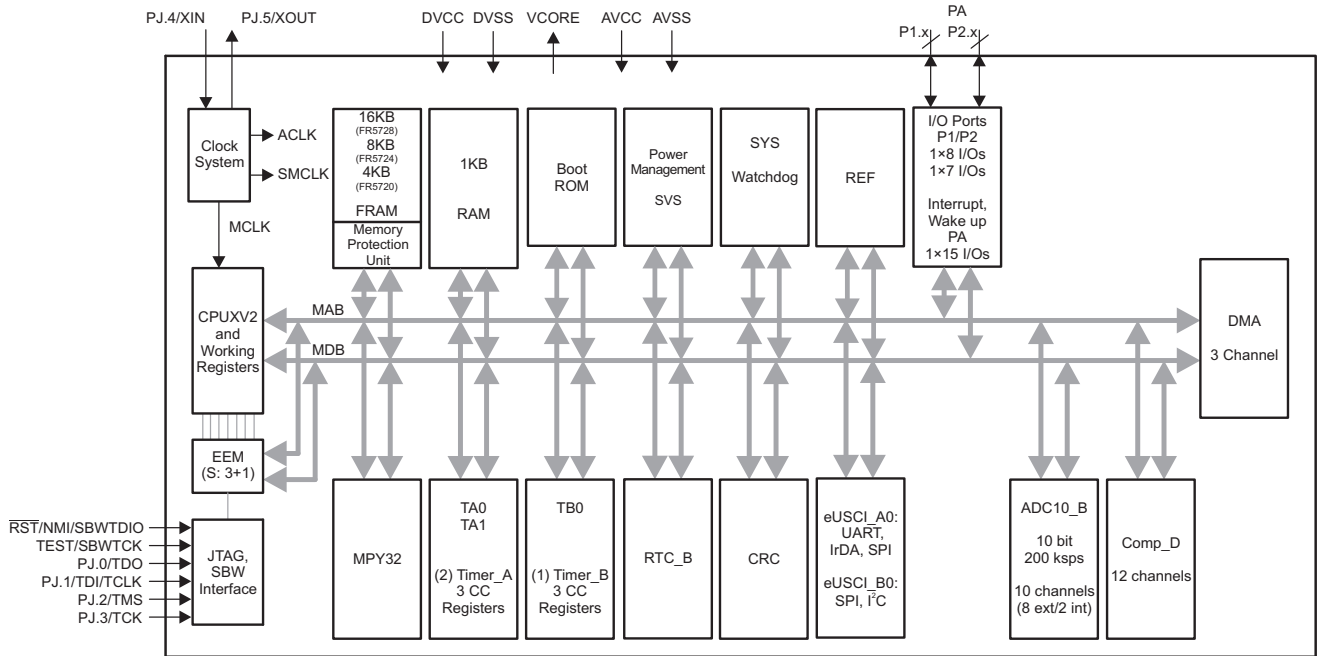 PJ.4/XIN
PJ.5/XOUT
DVCC
DVSS
VCORE
AVCC
AVSS
PA
P1.x
P2.x
Clock
System
ACLK
SMCLK
MCLK
16KB
(FR5728)
8KB
(FR5724)
4KB
(FR5720)
FRAM
Memory
Protection
Unit
1KB
RAM
Boot
ROM
Power
Management
SVS
SYS
Watchdog
REF
I/O Ports
P1/P2
1×8 I/Os
1×7 I/Os
Interrupt,
Wake up
PA
1×15 I/Os
CPUXV2
and
Working
Registers
MAB
MDB
DMA
3 Channel
EEM
(S: 3+1)
RST/NMI/SBWTDIO
TEST/SBWTCK
PJ.0/TDO
PJ.1/TDI/TCLK
PJ.2/TMS
PJ.3/TCK
JTAG,
SBW
Interface
MPY32
TA0
TA1
(2) Timer_A
3 CC
Registers
TB0
(1) Timer_B
3 CC
Registers
RTC_B
CRC
eUSCI_A0:
UART,
IrDA, SPI
eUSCI_B0:
SPI, I²C
ADC10_B
10 bit
200 ksps
10 channels
(8 ext/2 int)
Comp_D
12 channels